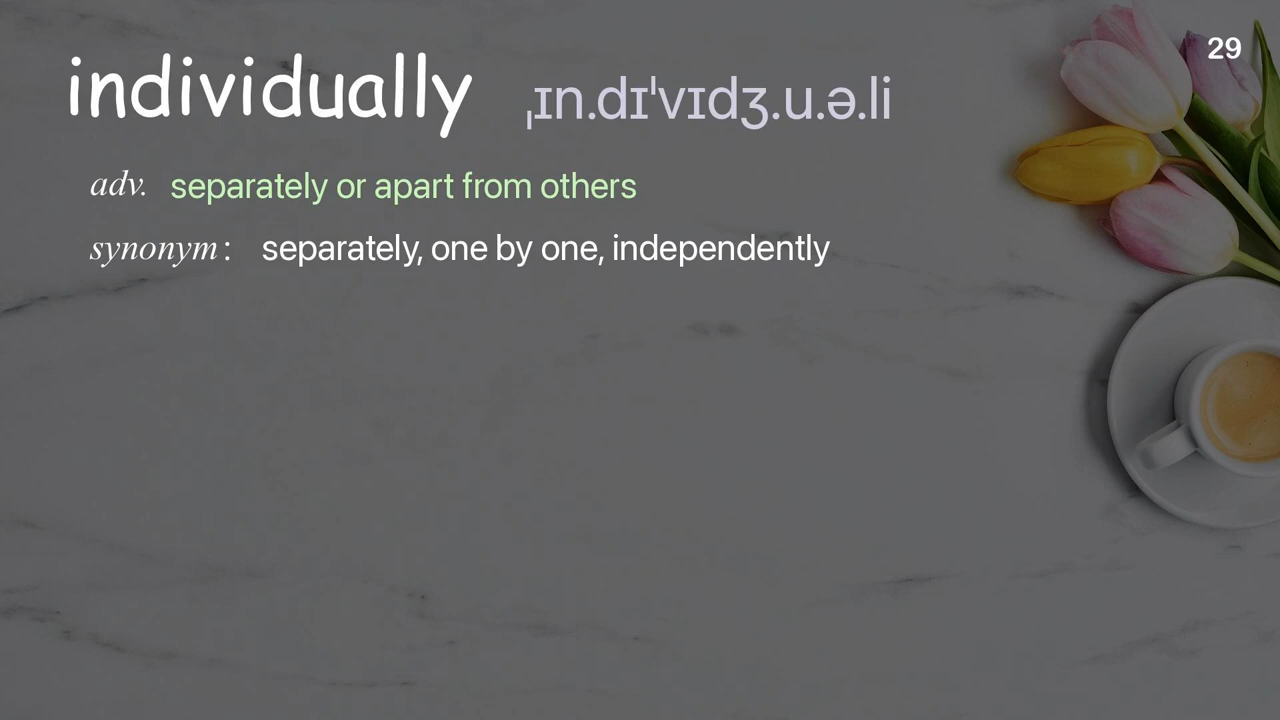 29
individually ˌɪn.dɪˈvɪdʒ.u.ə.li
adv. separately or apart from others
synonym: separately, one by one, independently